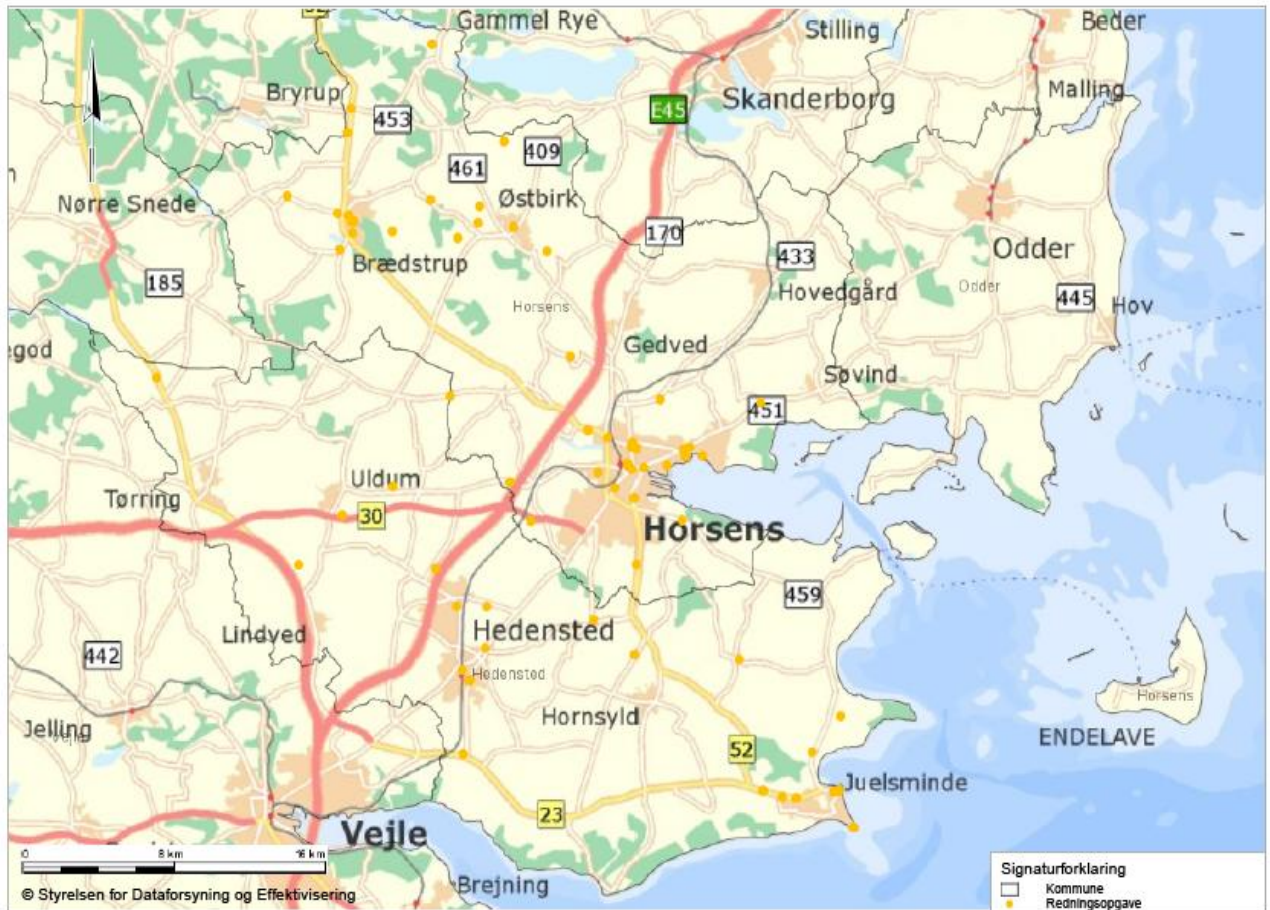 Gammel Rye
Beder
Stilling
Malling
Bryrup
453
E45
Skanderborg
409
461
Østbirk
Nørre Snede
170
433
Odder
Brædstrup
185
Hovedgård
Odder
445
Hov
Horsens
egod
Gedved
Søvind
451
Uldum
Tørring
30
Horsens
459
Lindved
Hedensted
442
Hedensted
Horsens
Hornsyld
Jelling
Vejle
52
ENDELAVE
Juelsminde
23
Vejle
0 8 km 16 km
Brejning
© Styrelsen for Dataforsyning og Effektivisering
Signaturforklaring
Kommune
Redningsopgave